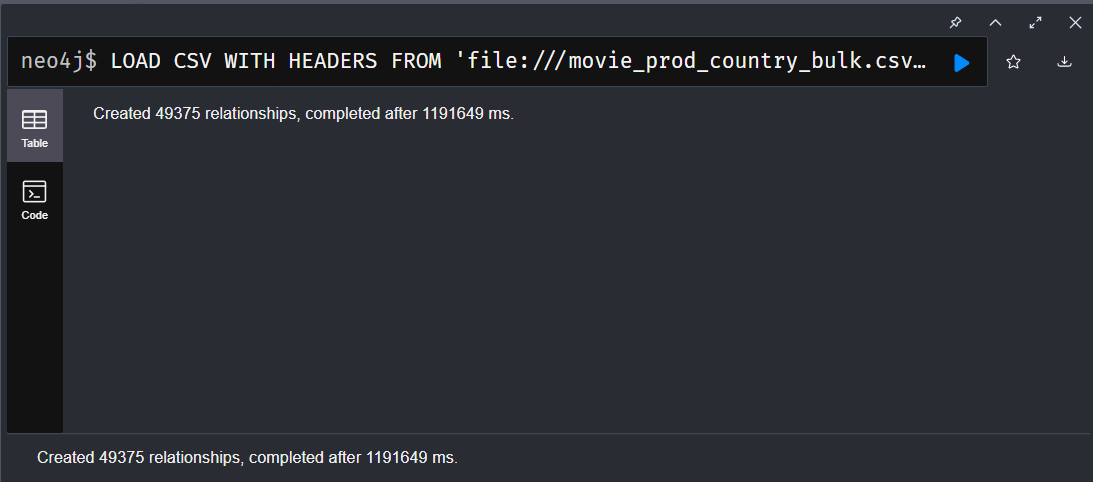 neo4j$ LOAD CSV WITH HEADERS FROM 'file:///movie_prod_country_bulk.csv…
Created 49375 relationships, completed after 1191649 ms.
Table
Code
Created 49375 relationships, completed after 1191649 ms.